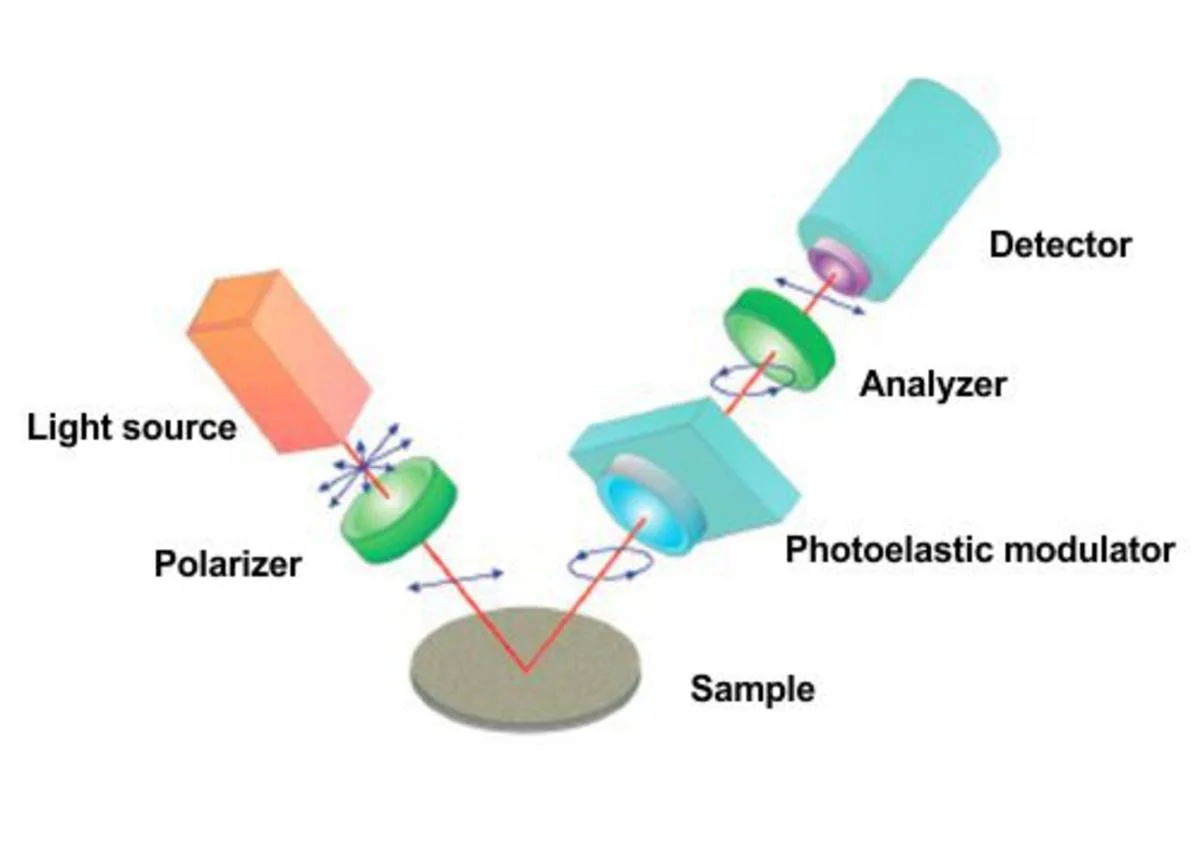 Detector
Analyzer
Light source
Polarizer
Photoelastic modulator
Sample